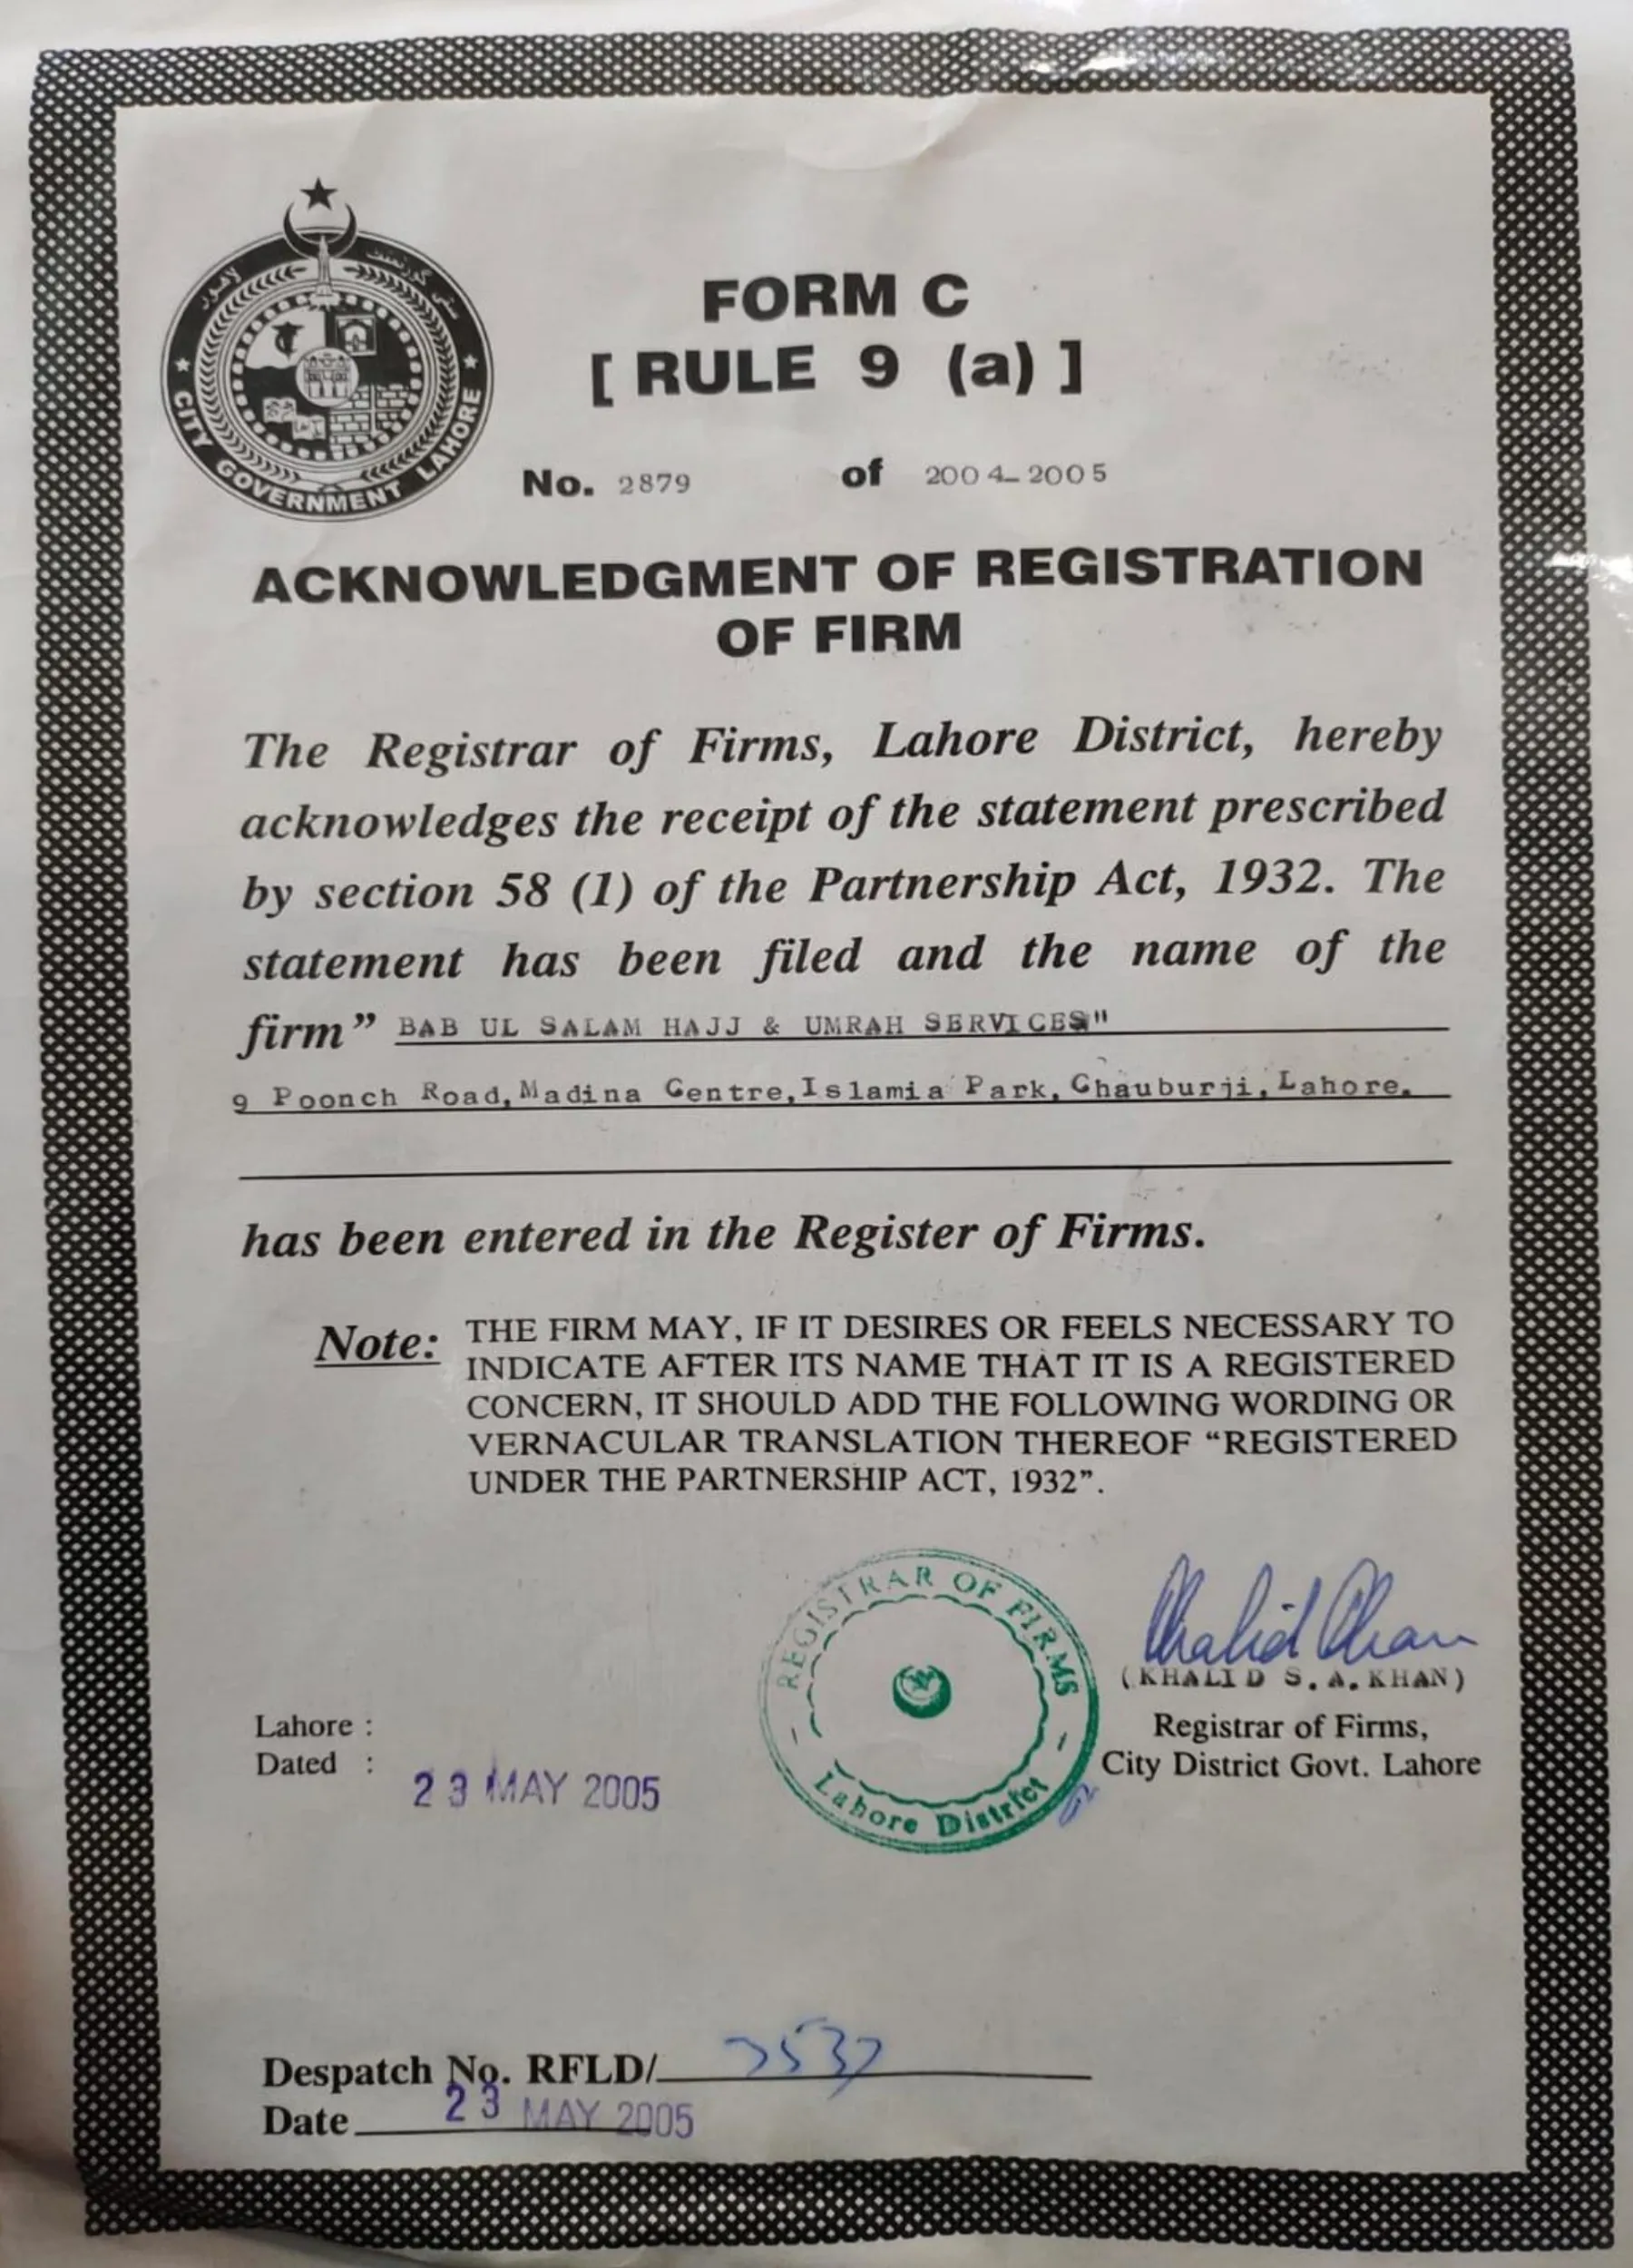 لاہور
سٹی گورنمنٹ
CITY GOVERNMENT LAHORE
FORM C
[ RULE 9 (a) ]
No. 2879 of 2004-2005
ACKNOWLEDGMENT OF REGISTRATION
OF FIRM
The Registrar of Firms, Lahore District, hereby
acknowledges the receipt of the statement prescribed
by section 58 (1) of the Partnership Act, 1932. The
statement has been filed and the name of the
firm” BAB UL SALAM HAJJ & UMRAH SERVICES"
9 Poonch Road,Madina Centre,Islamia Park,Chauburji,Lahore.
has been entered in the Register of Firms.
Note: THE FIRM MAY, IF IT DESIRES OR FEELS NECESSARY TO
INDICATE AFTER ITS NAME THAT IT IS A REGISTERED
CONCERN, IT SHOULD ADD THE FOLLOWING WORDING OR
VERNACULAR TRANSLATION THEREOF “REGISTERED
UNDER THE PARTNERSHIP ACT, 1932”.
REGISTRAR OF FIRMS
Lahore District
Khalid Khan
(KHALID S.A.KHAN)
Registrar of Firms,
City District Govt. Lahore
Lahore :
Dated :
23 MAY 2005
Despatch No. RFLD/
Date 23 MAY 2005